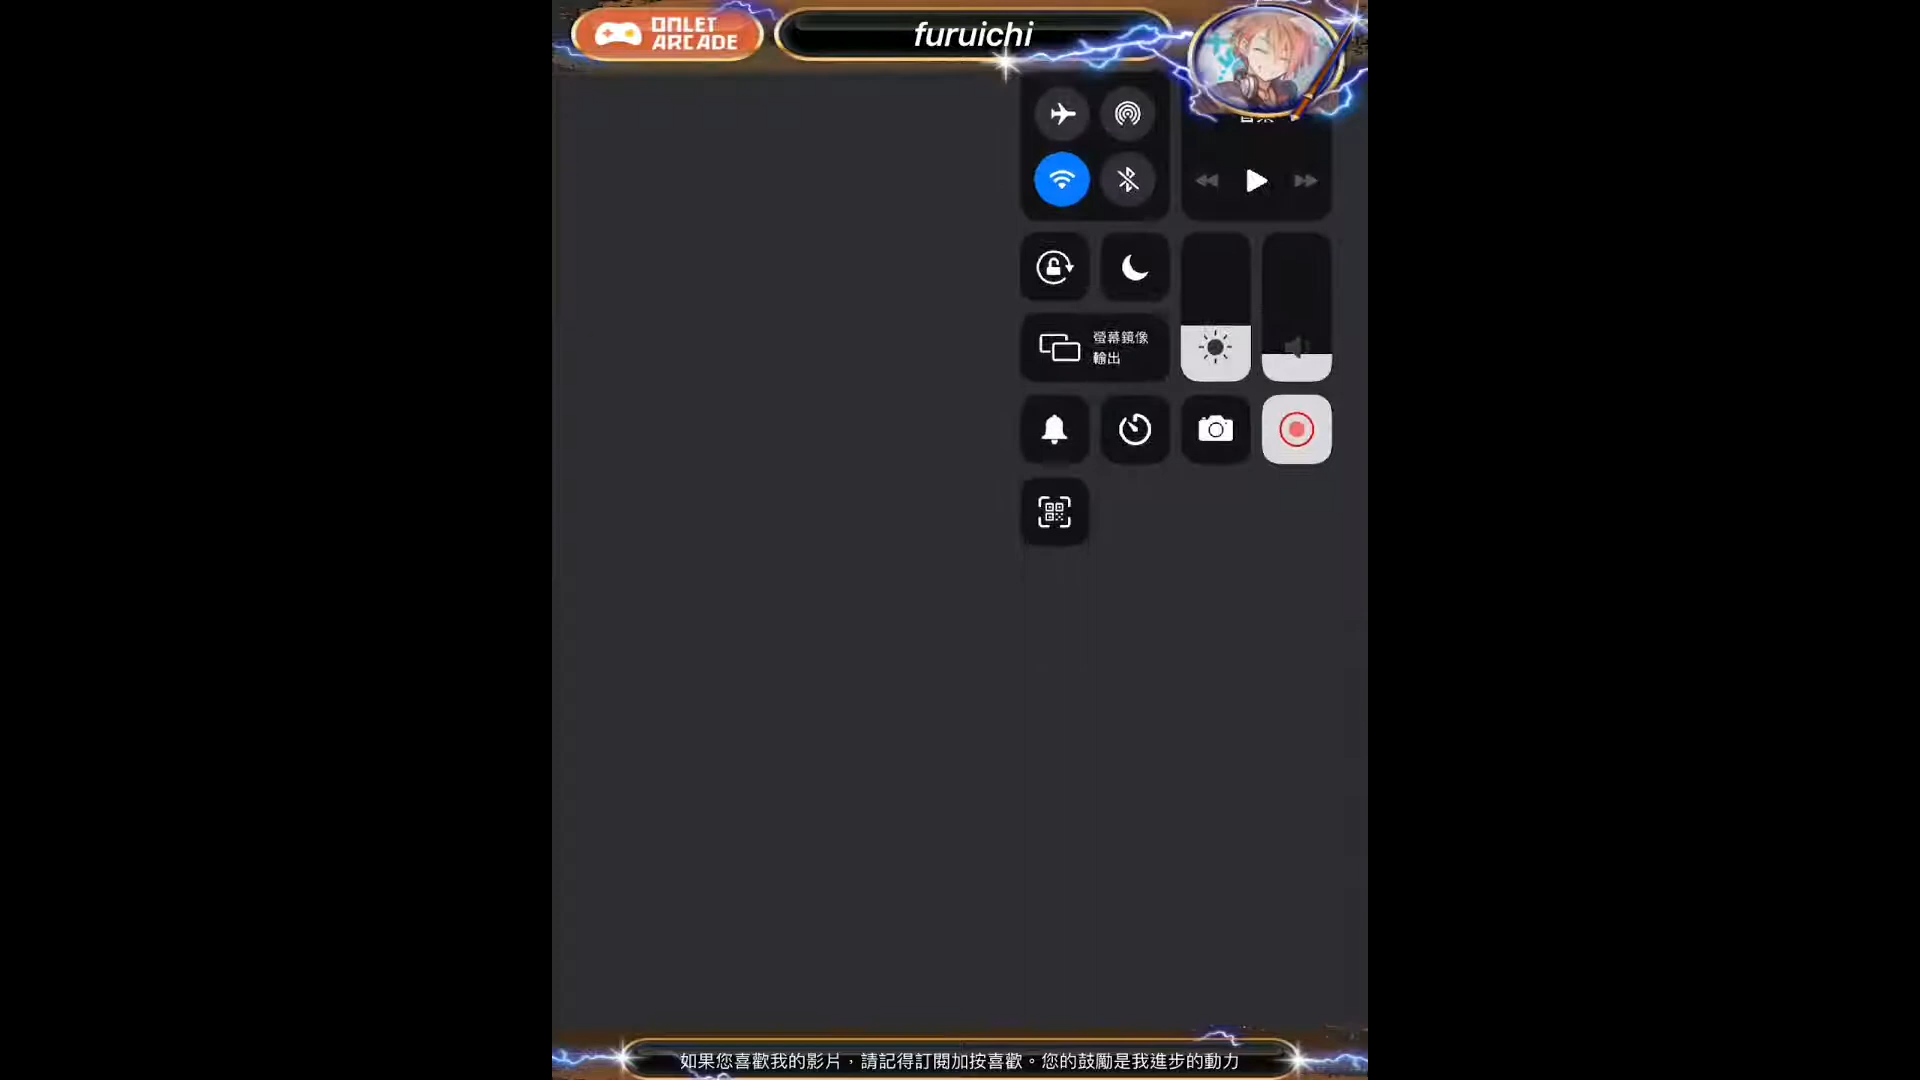 ONLET
ARCADE
furuichi
螢幕鏡像
輸出
如果您喜歡我的影片，請記得訂閱加按喜歡。您的鼓勵是我進步的動力